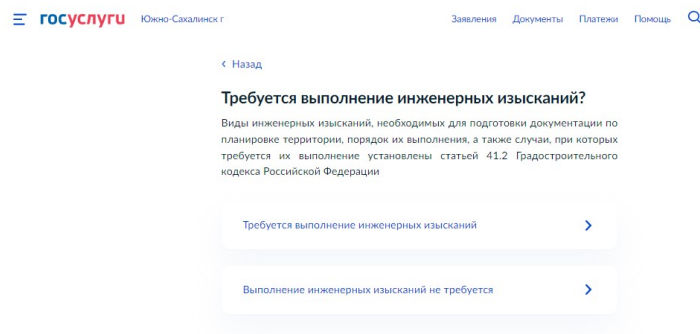 госуслуги Южно-Сахалинск г Заявления Документы Платежи Помощь
Назад
Требуется выполнение инженерных изысканий?
Виды инженерных изысканий, необходимых для подготовки документации по
планировке территории, порядок их выполнения, а также случаи, при которых
требуется их выполнение установлены статьей 41.2 Градостроительного
кодекса Российской Федерации
Требуется выполнение инженерных изысканий
Выполнение инженерных изысканий не требуется